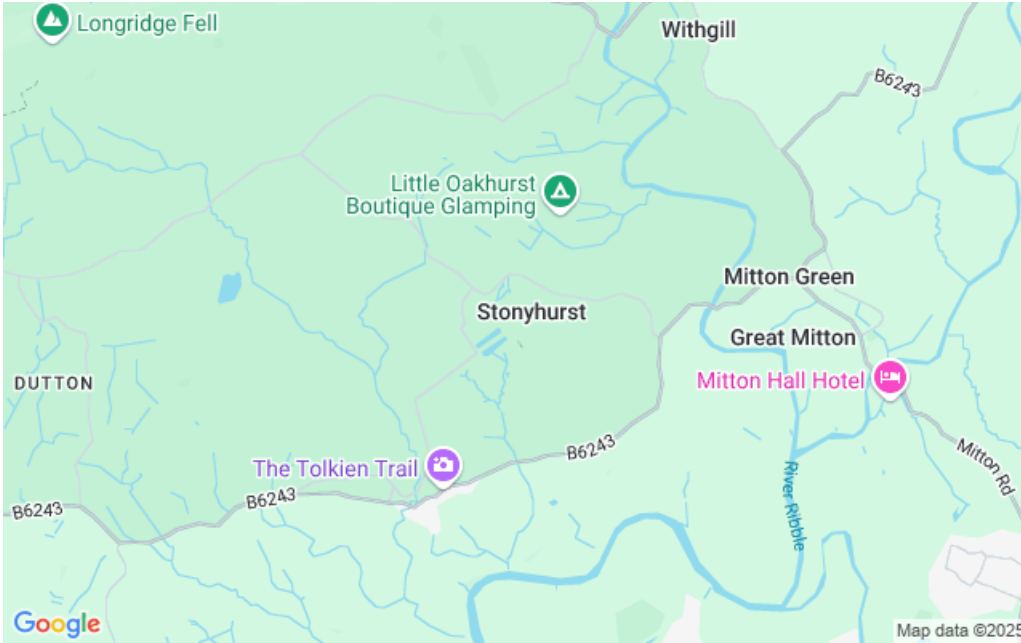 Longridge Fell
Withgill
B6243
Little Oakhurst
Boutique Glamping
Mitton Green
Stonyhurst
Great Mitton
DUTTON
Mitton Hall Hotel
B6243
The Tolkien Trail
Mitton Rd
B6243
B6243
River Ribble
Google
Map data ©2025